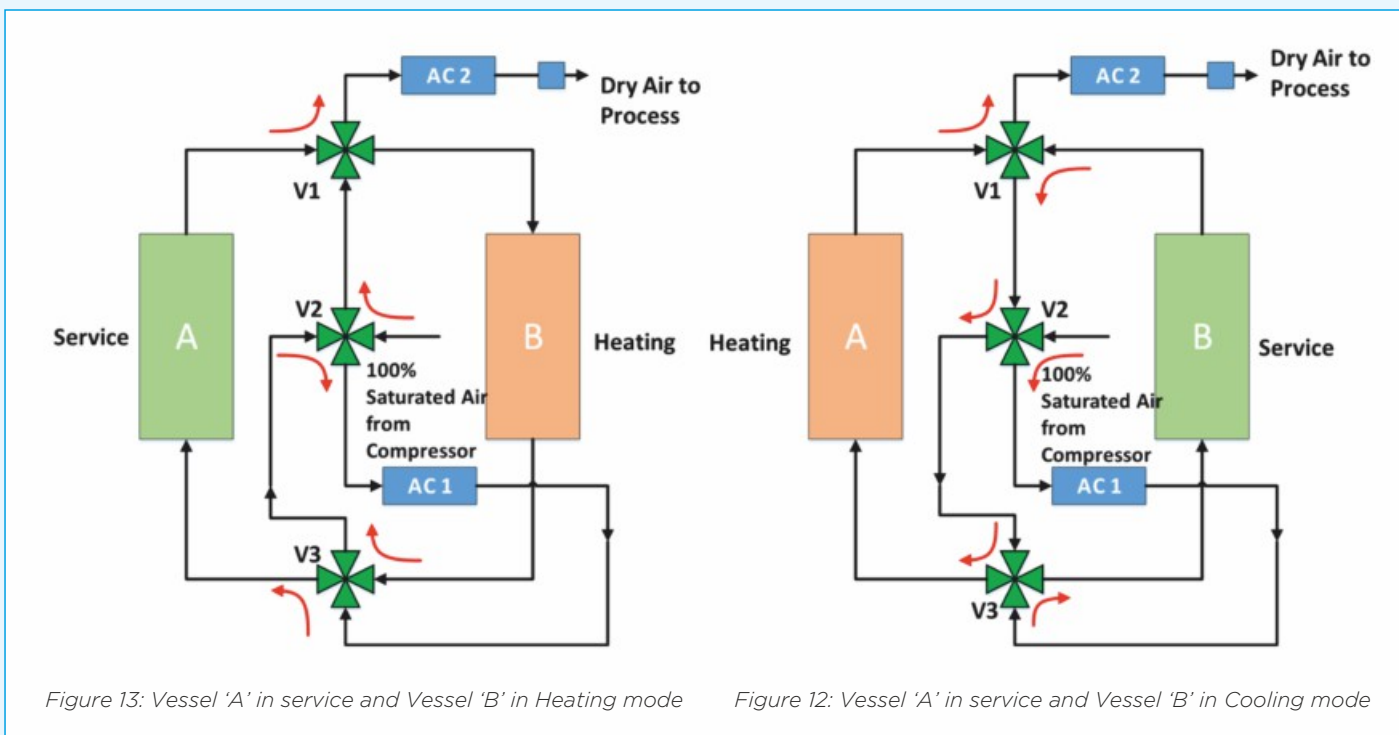 AC 2
Dry Air to
Process
V1
V2
Service
A
B
Heating
100%
Saturated Air
from
Compressor
AC 1
V3
Figure 13: Vessel ‘A’ in service and Vessel ‘B’ in Heating mode
AC 2
Dry Air to
Process
V1
V2
Heating
A
B
Service
100%
Saturated Air
from
Compressor
AC 1
V3
Figure 12: Vessel ‘A’ in service and Vessel ‘B’ in Cooling mode